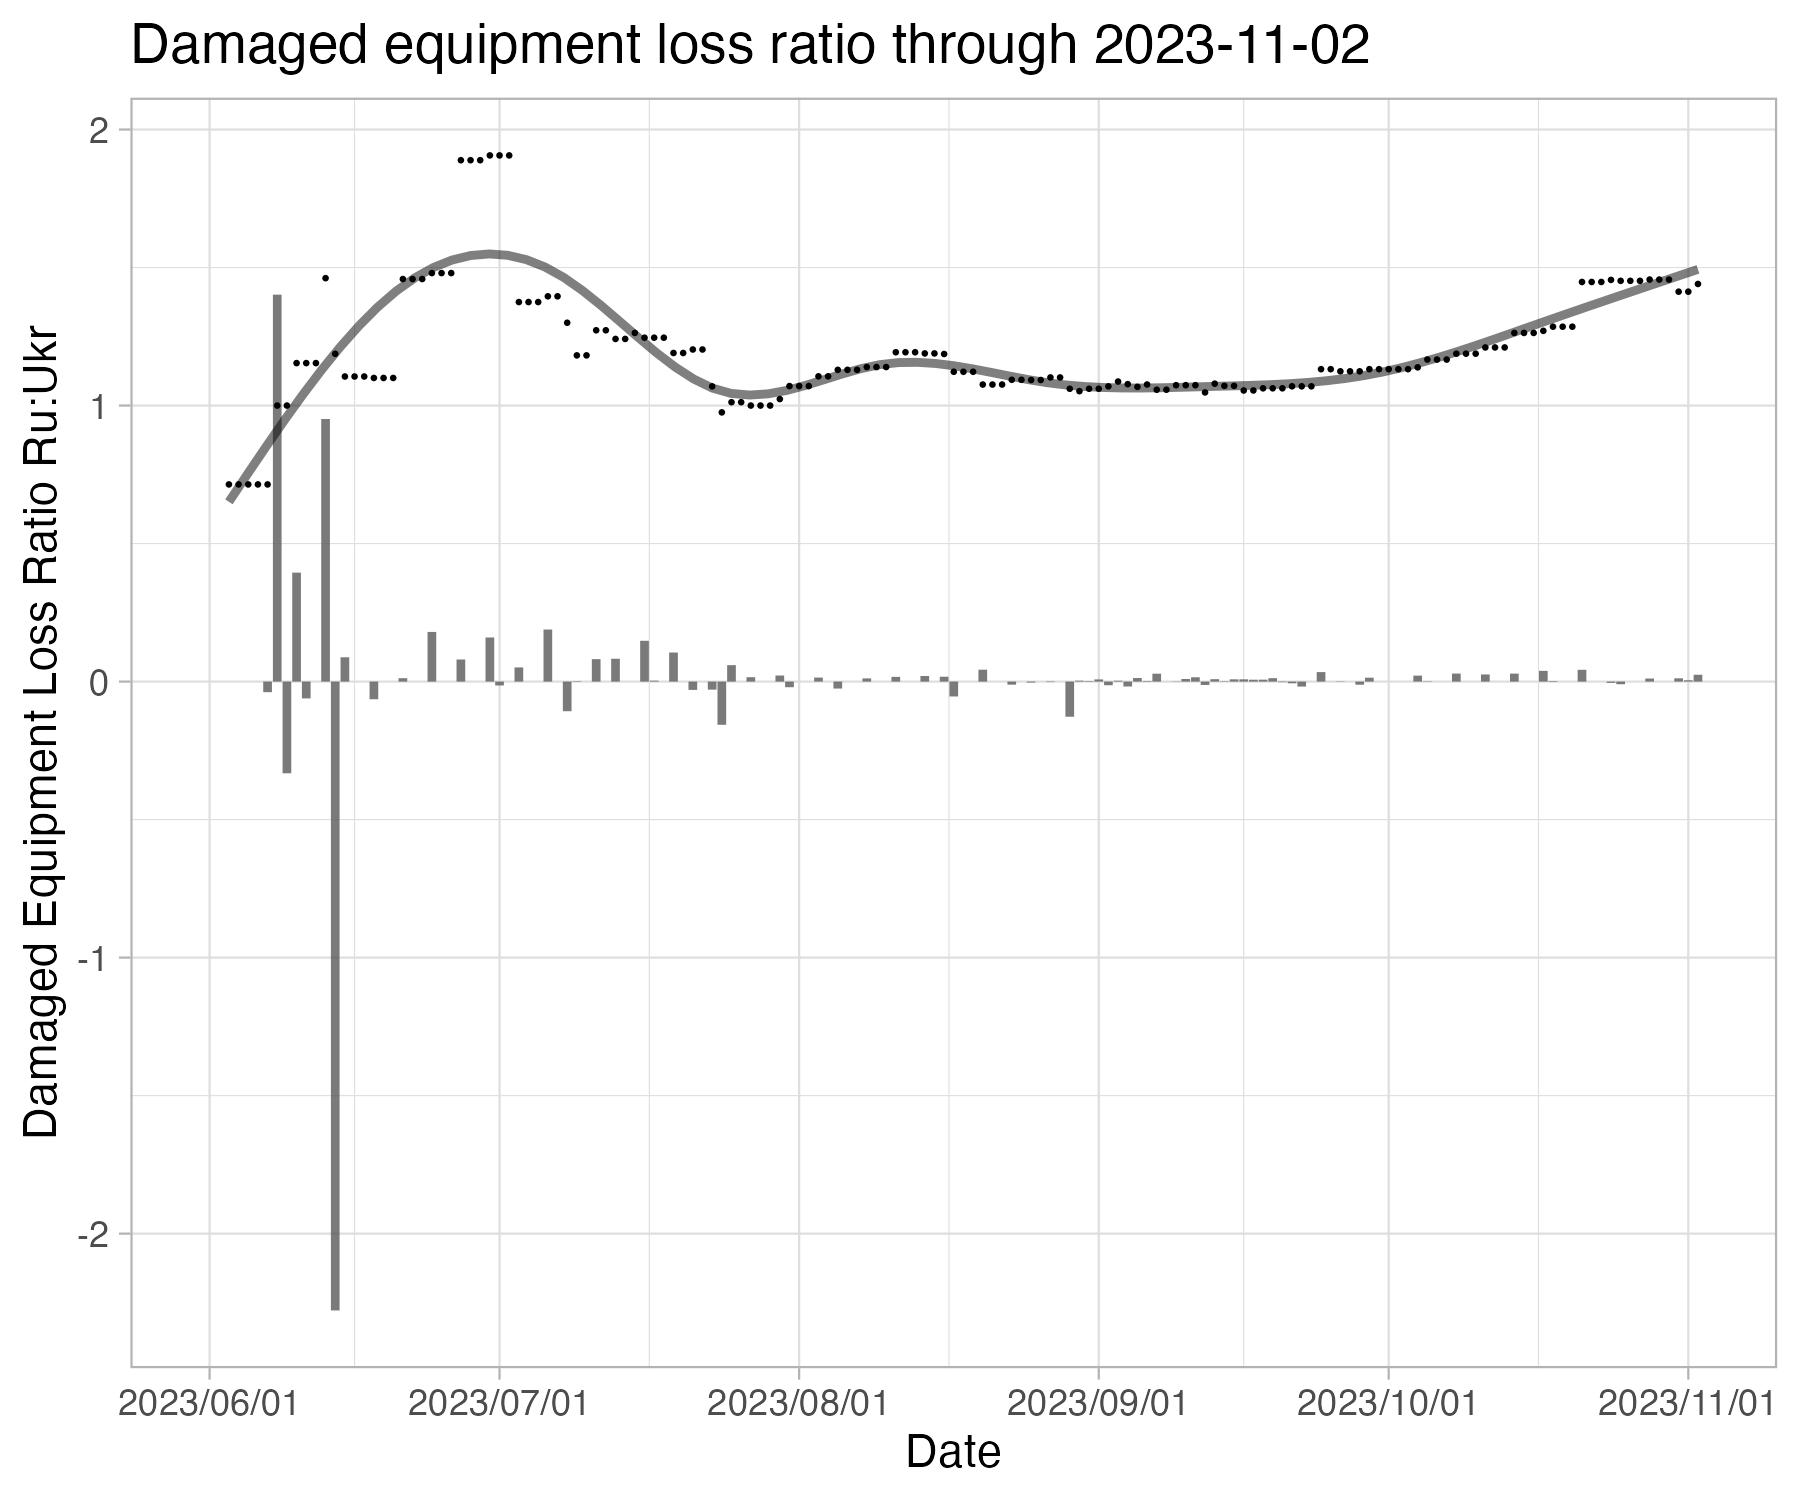 Damaged equipment loss ratio through 2023-11-02
Damaged Equipment Loss Ratio Ru:Ukr
2
1
0
-1
-2
2023/06/01 2023/07/01 2023/08/01 2023/09/01 2023/10/01 2023/11/01
Date